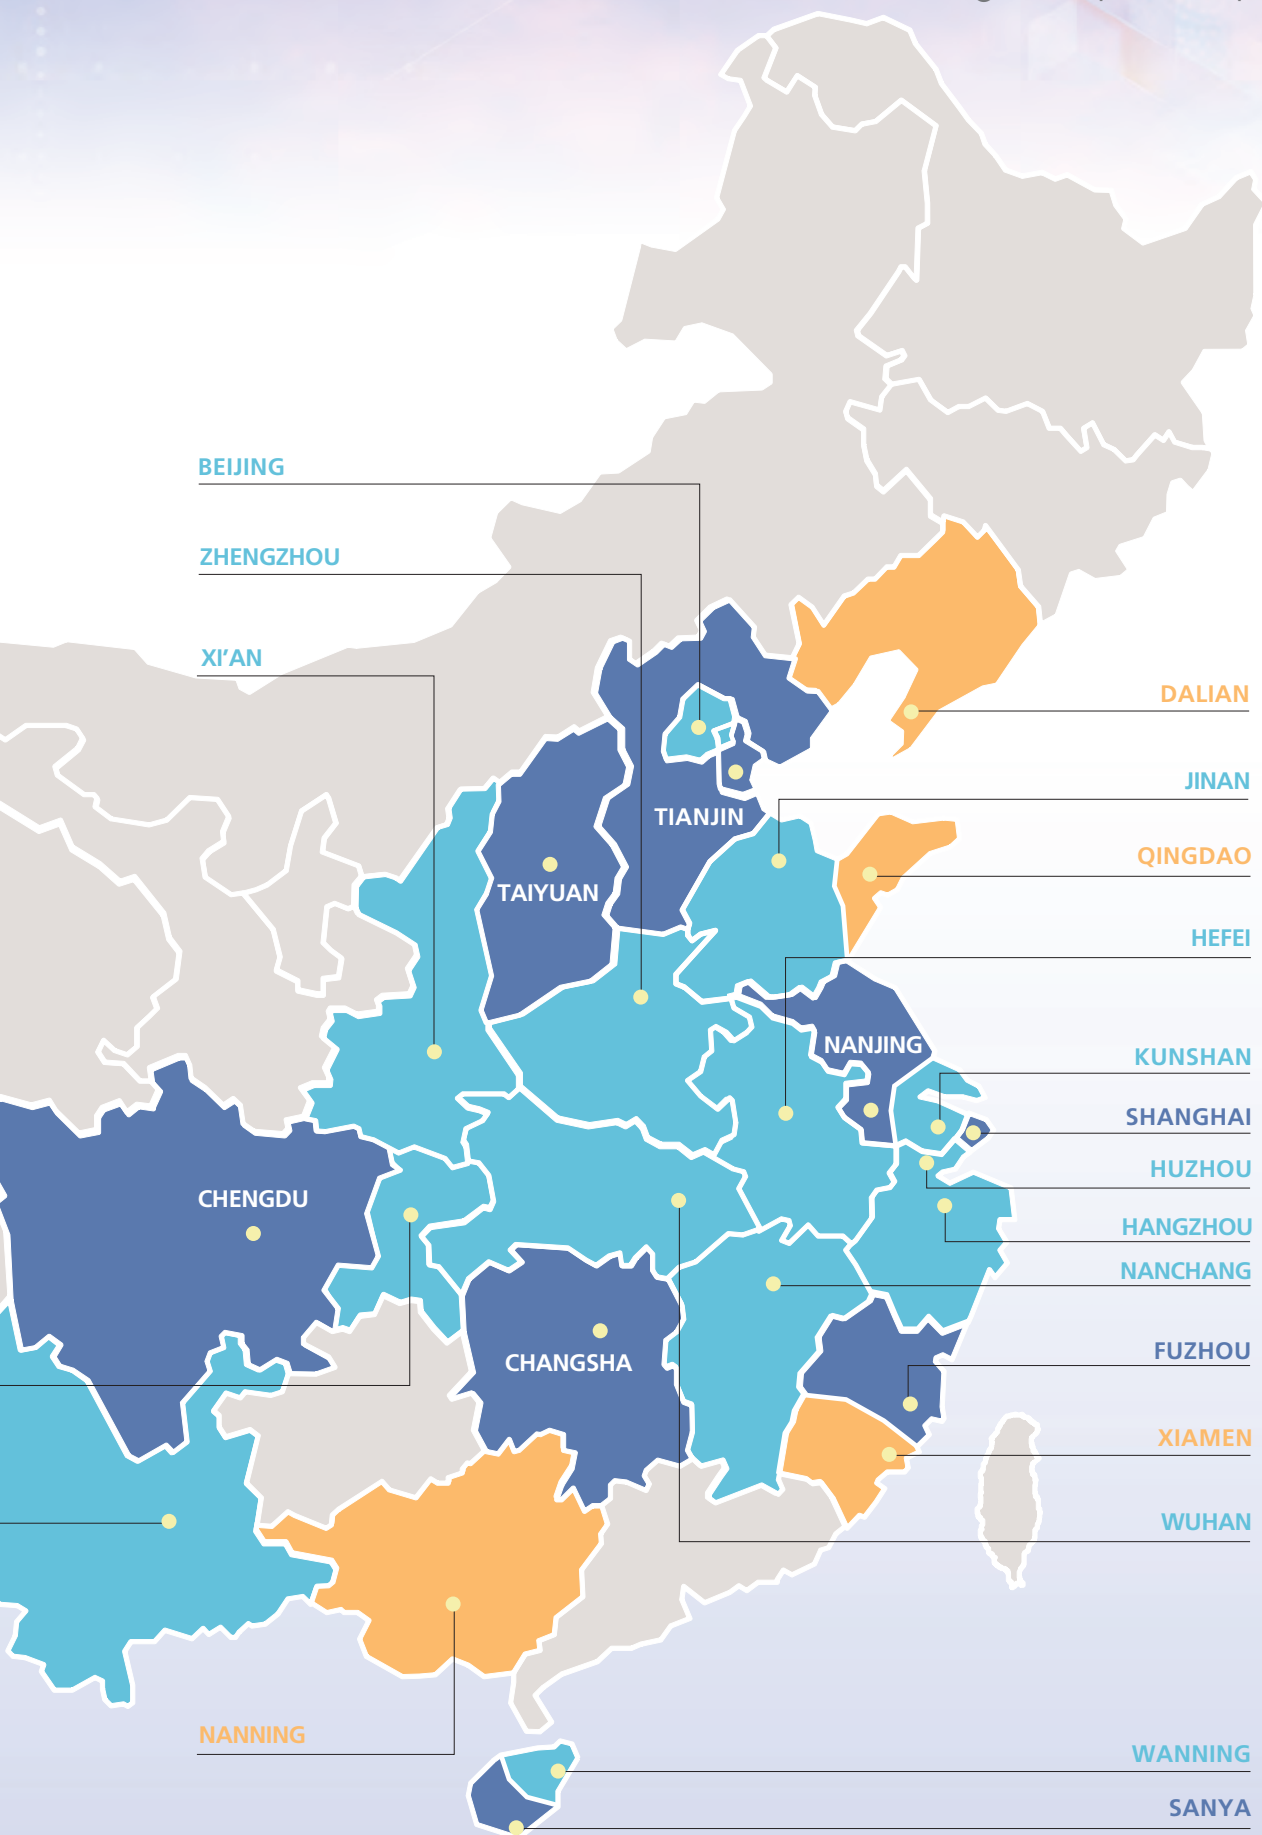 BEIJING
ZHENGZHOU
XI’AN
DALIAN
JINAN
TIANJIN
QINGDAO
TAIYUAN
HEFEI
NANJING
KUNSHAN
SHANGHAI
HUZHOU
CHENGDU
HANGZHOU
NANCHANG
FUZHOU
CHANGSHA
XIAMEN
WUHAN
NANNING
WANNING
SANYA